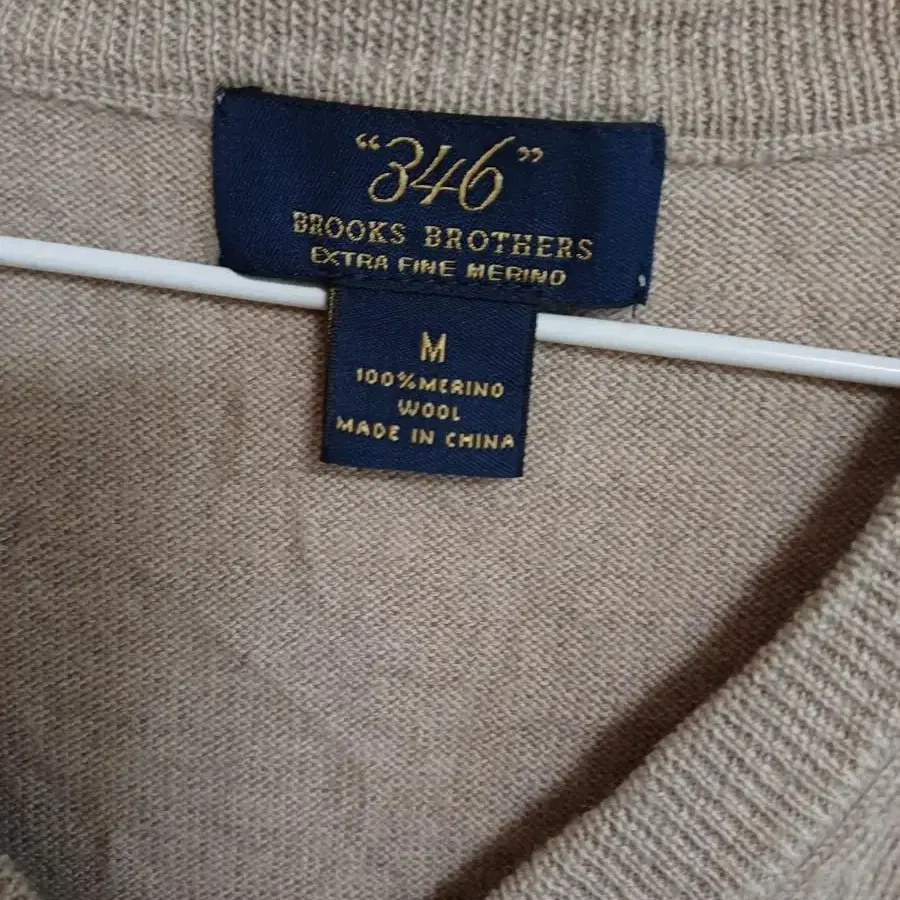 “346”
BROOKS BROTHERS
EXTRA FINE MERINO
M
100%MERINO
WOOL
MADE IN CHINA